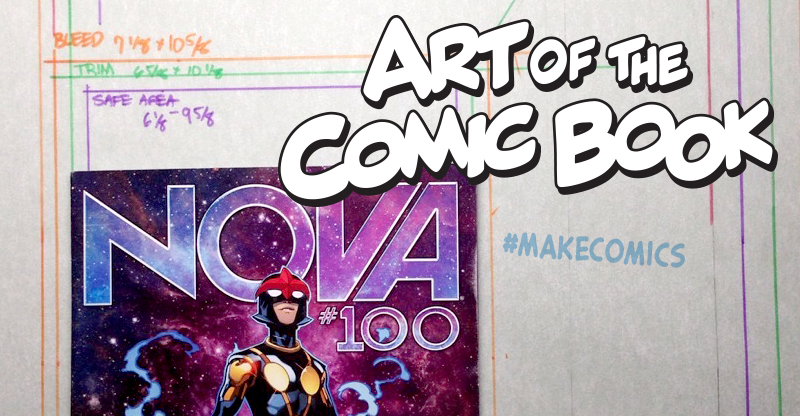 BLEED 7 1/8 x 10 5/8
TRIM 6 5/8 x 10 1/8
SAFE AREA
6 1/8 - 9 5/8
ART OF THE
COMIC BOOK
#MAKECOMICS
NOVA
#100